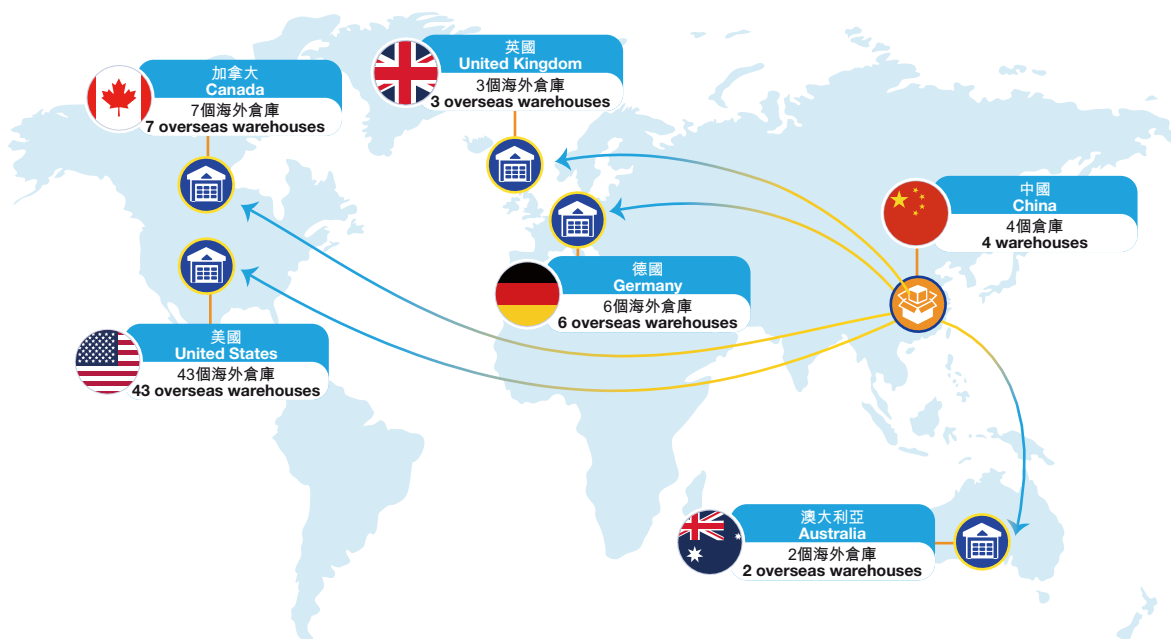 英國
United Kingdom
3個海外倉庫
3 overseas warehouses
加拿大
Canada
7個海外倉庫
7 overseas warehouses
中國
China
4個倉庫
4 warehouses
德國
Germany
6個海外倉庫
6 overseas warehouses
美國
United States
43個海外倉庫
43 overseas warehouses
澳大利亞
Australia
2個海外倉庫
2 overseas warehouses